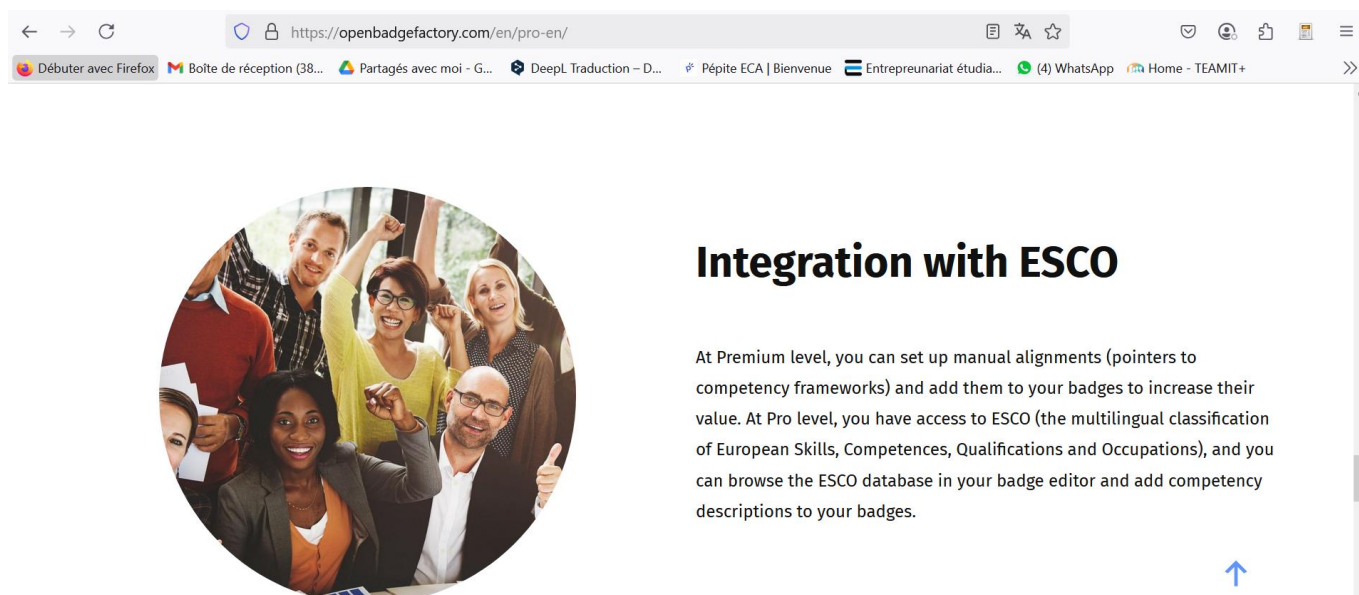 https://openbadgefactory.com/en/pro-en/
Débuter avec Firefox Boîte de réception (38... Partagés avec moi - G... DeepL Traduction – D... Pépite ECA | Bienvenue Entrepreunariat étudia... (4) WhatsApp Home - TEAMIT+
Integration with ESCO
At Premium level, you can set up manual alignments (pointers to
competency frameworks) and add them to your badges to increase their
value. At Pro level, you have access to ESCO (the multilingual classification
of European Skills, Competences, Qualifications and Occupations), and you
can browse the ESCO database in your badge editor and add competency
descriptions to your badges.